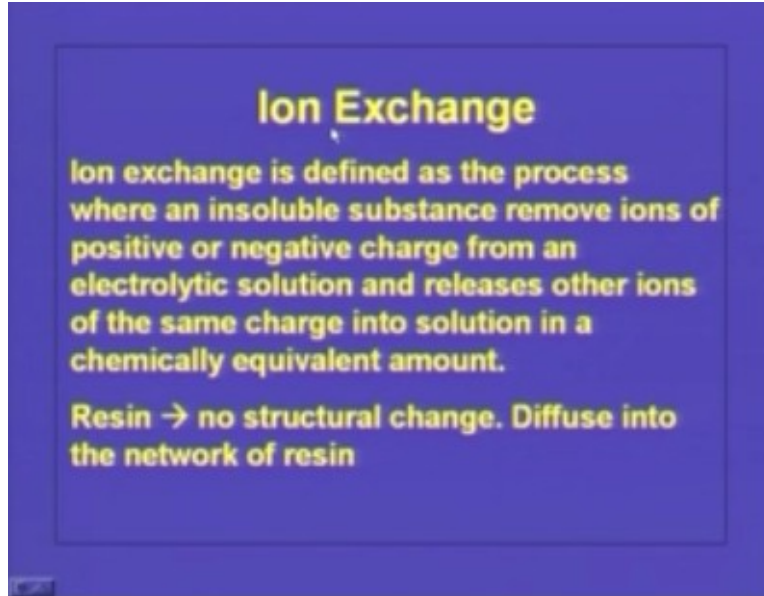 Ion Exchange
Ion exchange is defined as the process
where an insoluble substance remove ions of
positive or negative charge from an
electrolytic solution and releases other ions
of the same charge into solution in a
chemically equivalent amount.
Resin → no structural change. Diffuse into
the network of resin